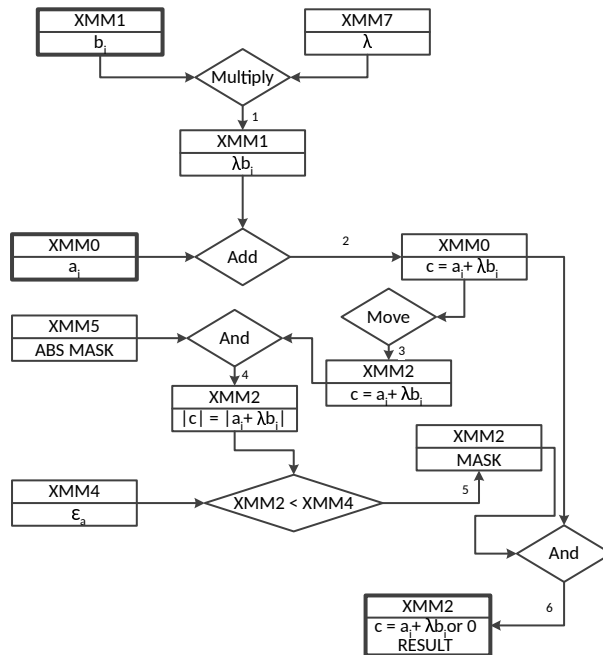 XMM1
bᵢ
XMM7
λ
Multiply
1
XMM1
λbᵢ
XMM0
aᵢ
Add
2
XMM0
c = aᵢ+ λbᵢ
Move
3
XMM5
ABS MASK
And
4
XMM2
c = aᵢ+ λbᵢ
XMM2
|c| = |aᵢ+ λbᵢ|
XMM2
MASK
XMM4
εₐ
XMM2 < XMM4
5
And
6
XMM2
c = aᵢ+ λbᵢor 0
RESULT